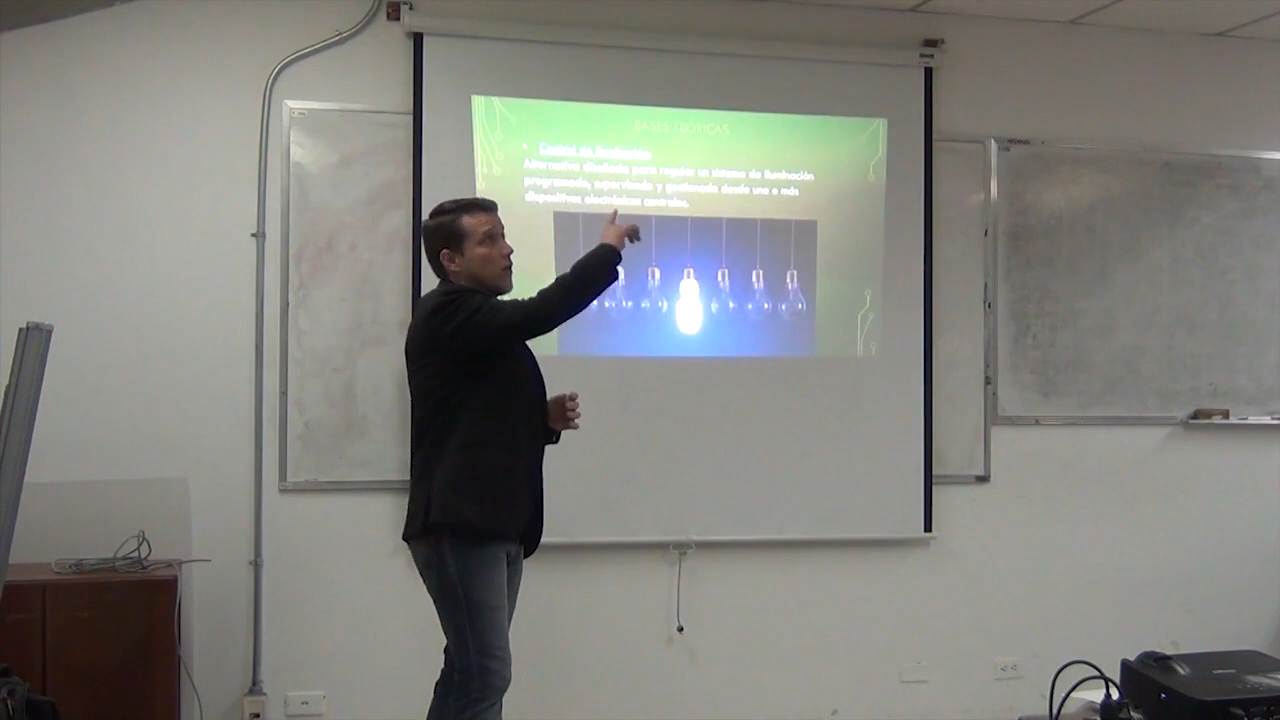 BASES TEÓRICAS
• Control de Iluminación
Alternativa diseñada para regular un sistema de iluminación
programado, supervisado y gestionado desde uno o más
dispositivos electrónicos centrales.